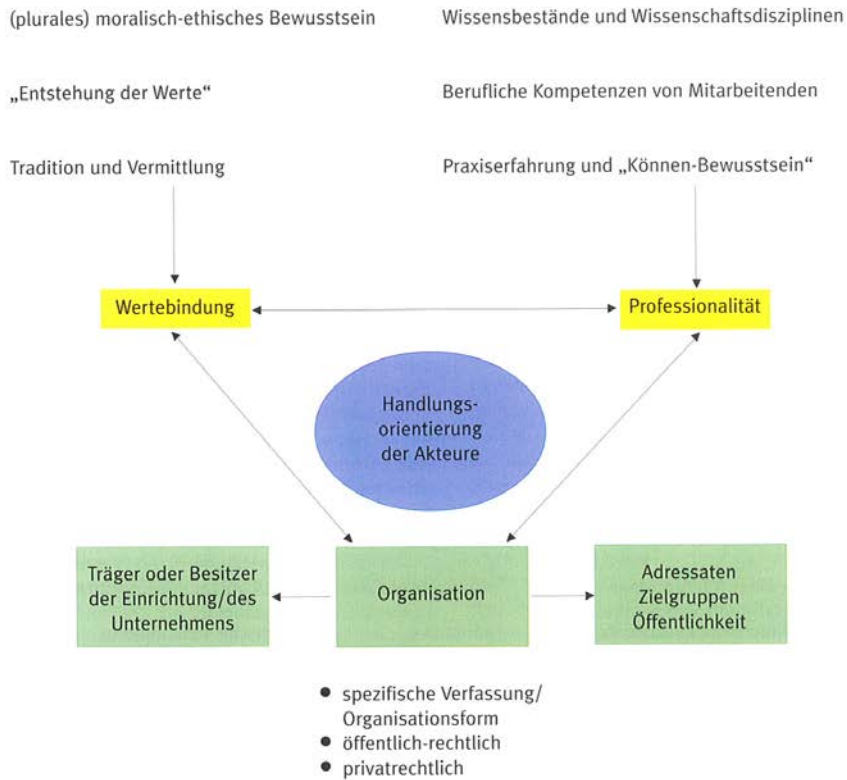 (plurales) moralisch-ethisches Bewusstsein
Wissensbestände und Wissenschaftsdisziplinen
„Entstehung der Werte“
Berufliche Kompetenzen von Mitarbeitenden
Tradition und Vermittlung
Praxiserfahrung und „Können-Bewusstsein“
Wertebindung
Professionalität
Handlungs-
orientierung
der Akteure
Träger oder Besitzer
der Einrichtung/des
Unternehmens
Organisation
Adressaten
Zielgruppen
Öffentlichkeit
● spezifische Verfassung/
Organisationsform
● öffentlich-rechtlich
● privatrechtlich